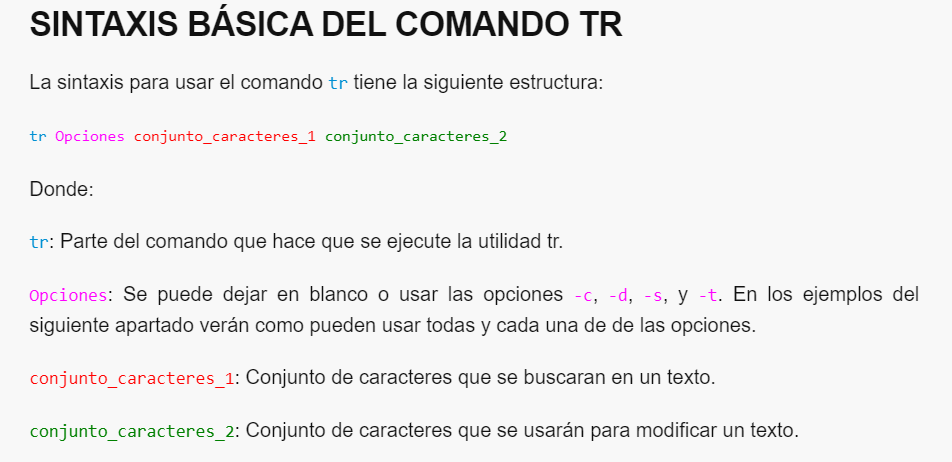 SINTAXIS BÁSICA DEL COMANDO TR
La sintaxis para usar el comando tr tiene la siguiente estructura:
tr Opciones conjunto_caracteres_1 conjunto_caracteres_2
Donde:
tr: Parte del comando que hace que se ejecute la utilidad tr.
Opciones: Se puede dejar en blanco o usar las opciones -c, -d, -s, y -t. En los ejemplos del
siguiente apartado verán como pueden usar todas y cada una de de las opciones.
conjunto_caracteres_1: Conjunto de caracteres que se buscaran en un texto.
conjunto_caracteres_2: Conjunto de caracteres que se usarán para modificar un texto.